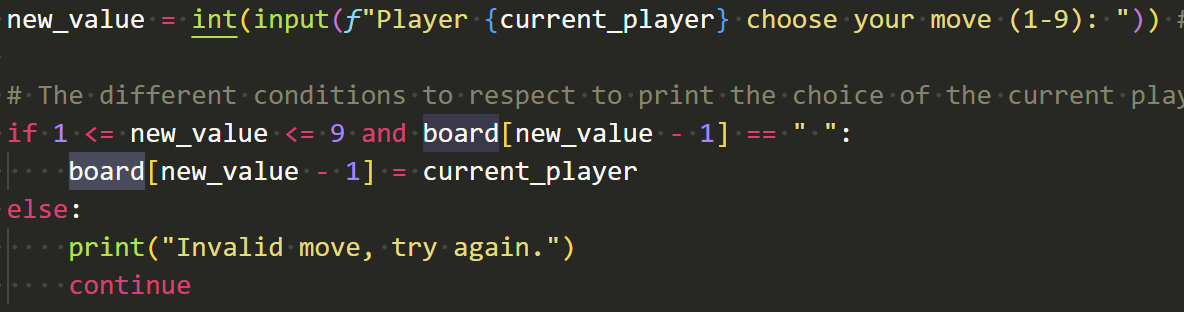 new_value = int(input(f"Player {current_player} choose your move (1-9): ")) #
# The different conditions to respect to print the choice of the current play
if 1 <= new_value <= 9 and board[new_value - 1] == " ":
    board[new_value - 1] = current_player
else:
    print("Invalid move, try again.")
    continue